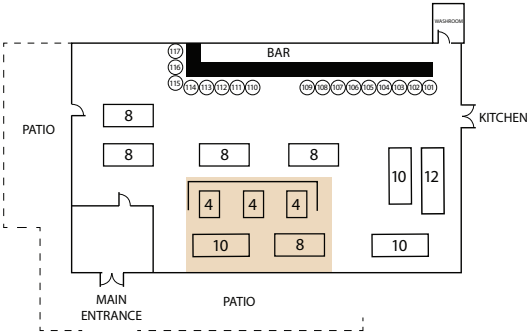 WASHROOM
117
BAR
116
115
114 113 112 111 110 109 108 107 106 105 104 103 102 101
8
KITCHEN
PATIO
8 8 8
10 12
4 4 4
10 8 10
MAIN
ENTRANCE
PATIO